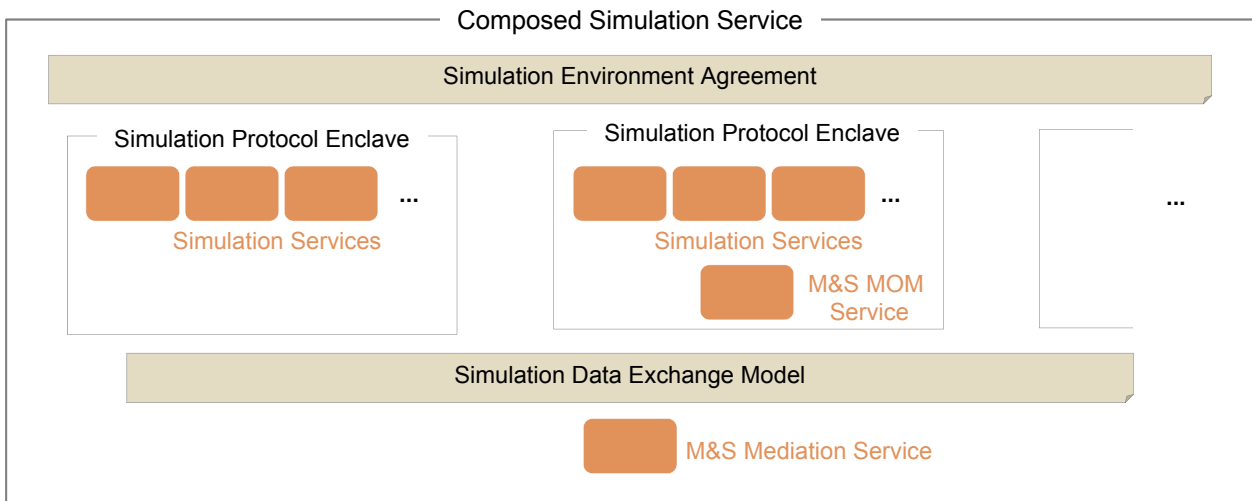 Composed Simulation Service
Simulation Environment Agreement
Simulation Protocol Enclave
...
Simulation Services
Simulation Protocol Enclave
...
Simulation Services
M&S MOM
Service
...
Simulation Data Exchange Model
M&S Mediation Service